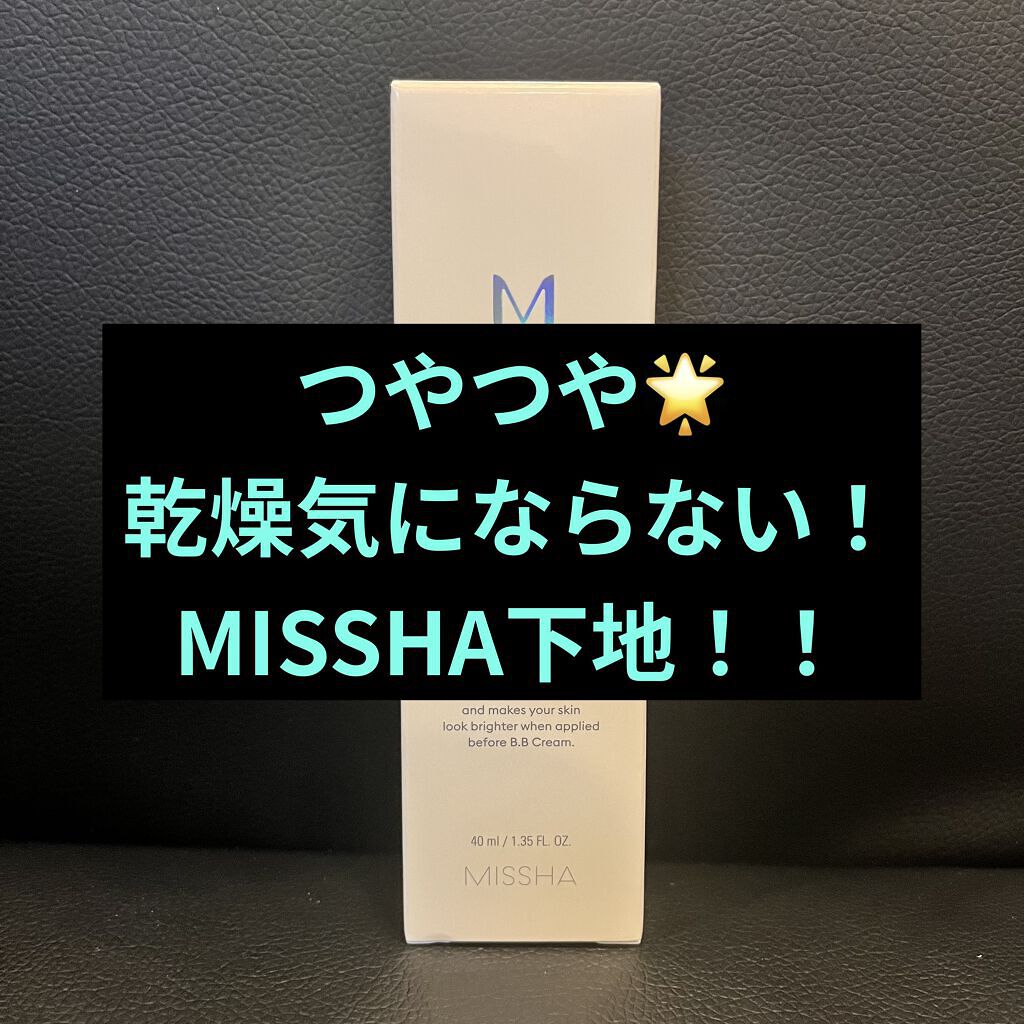 M
つやつや🌟
乾燥気にならない！
MISSHA下地！！
and makes your skin
look brighter when applied
before B.B Cream.
40 ml / 1.35 FL. OZ.
MISSHA